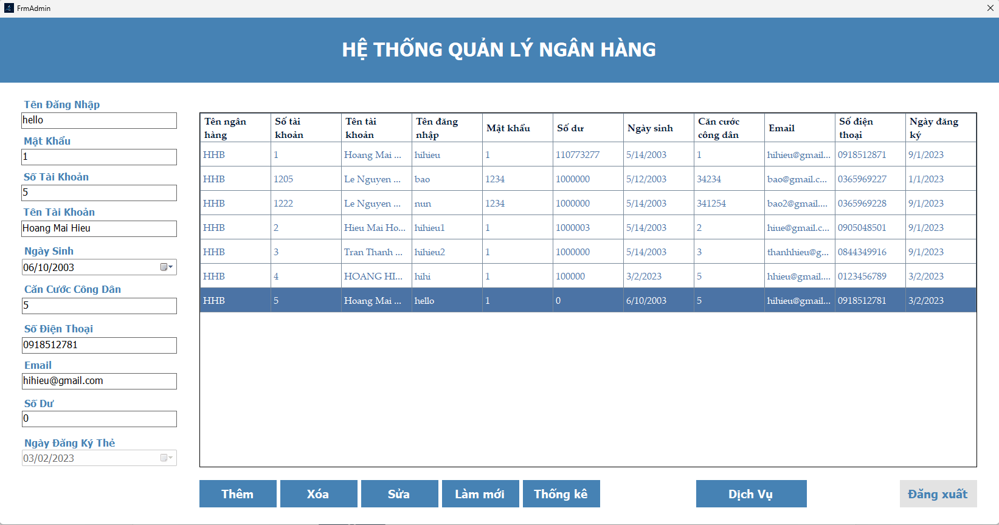 FrmAdmin
HỆ THỐNG QUẢN LÝ NGÂN HÀNG
Tên Đăng Nhập
hello
Mật Khẩu
1
Số Tài Khoản
5
Tên Tài Khoản
Hoang Mai Hieu
Ngày Sinh
06/10/2003
Căn Cước Công Dân
5
Số Điện Thoại
0918512781
Email
hihieu@gmail.com
Số Dư
0
Ngày Đăng Ký Thẻ
03/02/2023
Tên ngân hàng Số tài khoản Tên tài khoản Tên đăng nhập Mật khẩu Số dư Ngày sinh Căn cước công dân Email Số điện thoại Ngày đăng ký
HHB 1 Hoang Mai ... hihieu 1 110773277 5/14/2003 1 hihieu@gmail... 0918512871 9/1/2023
HHB 1205 Le Nguyen ... bao 1234 1000000 5/12/2003 34234 bao@gmail.c... 0365969227 1/1/2023
HHB 1222 Le Nguyen ... nun 1234 1000000 5/14/2003 341254 bao2@gmail.... 0365969228 9/1/2023
HHB 2 Hieu Mai Ho... hihieu1 1 1000003 5/14/2003 2 hiue@gmail.c... 0905048501 9/1/2023
HHB 3 Tran Thanh ... hihieu2 1 1000000 5/14/2003 3 thanhhieu@g... 0844349916 9/1/2023
HHB 4 HOANG HI... hihi 1 100000 3/2/2023 5 hhieu@gmail.... 0123456789 3/2/2023
HHB 5 Hoang Mai ... hello 1 0 6/10/2003 5 hihieu@gmail... 0918512781 3/2/2023
Thêm Xóa Sửa Làm mới Thống kê Dịch Vụ Đăng xuất